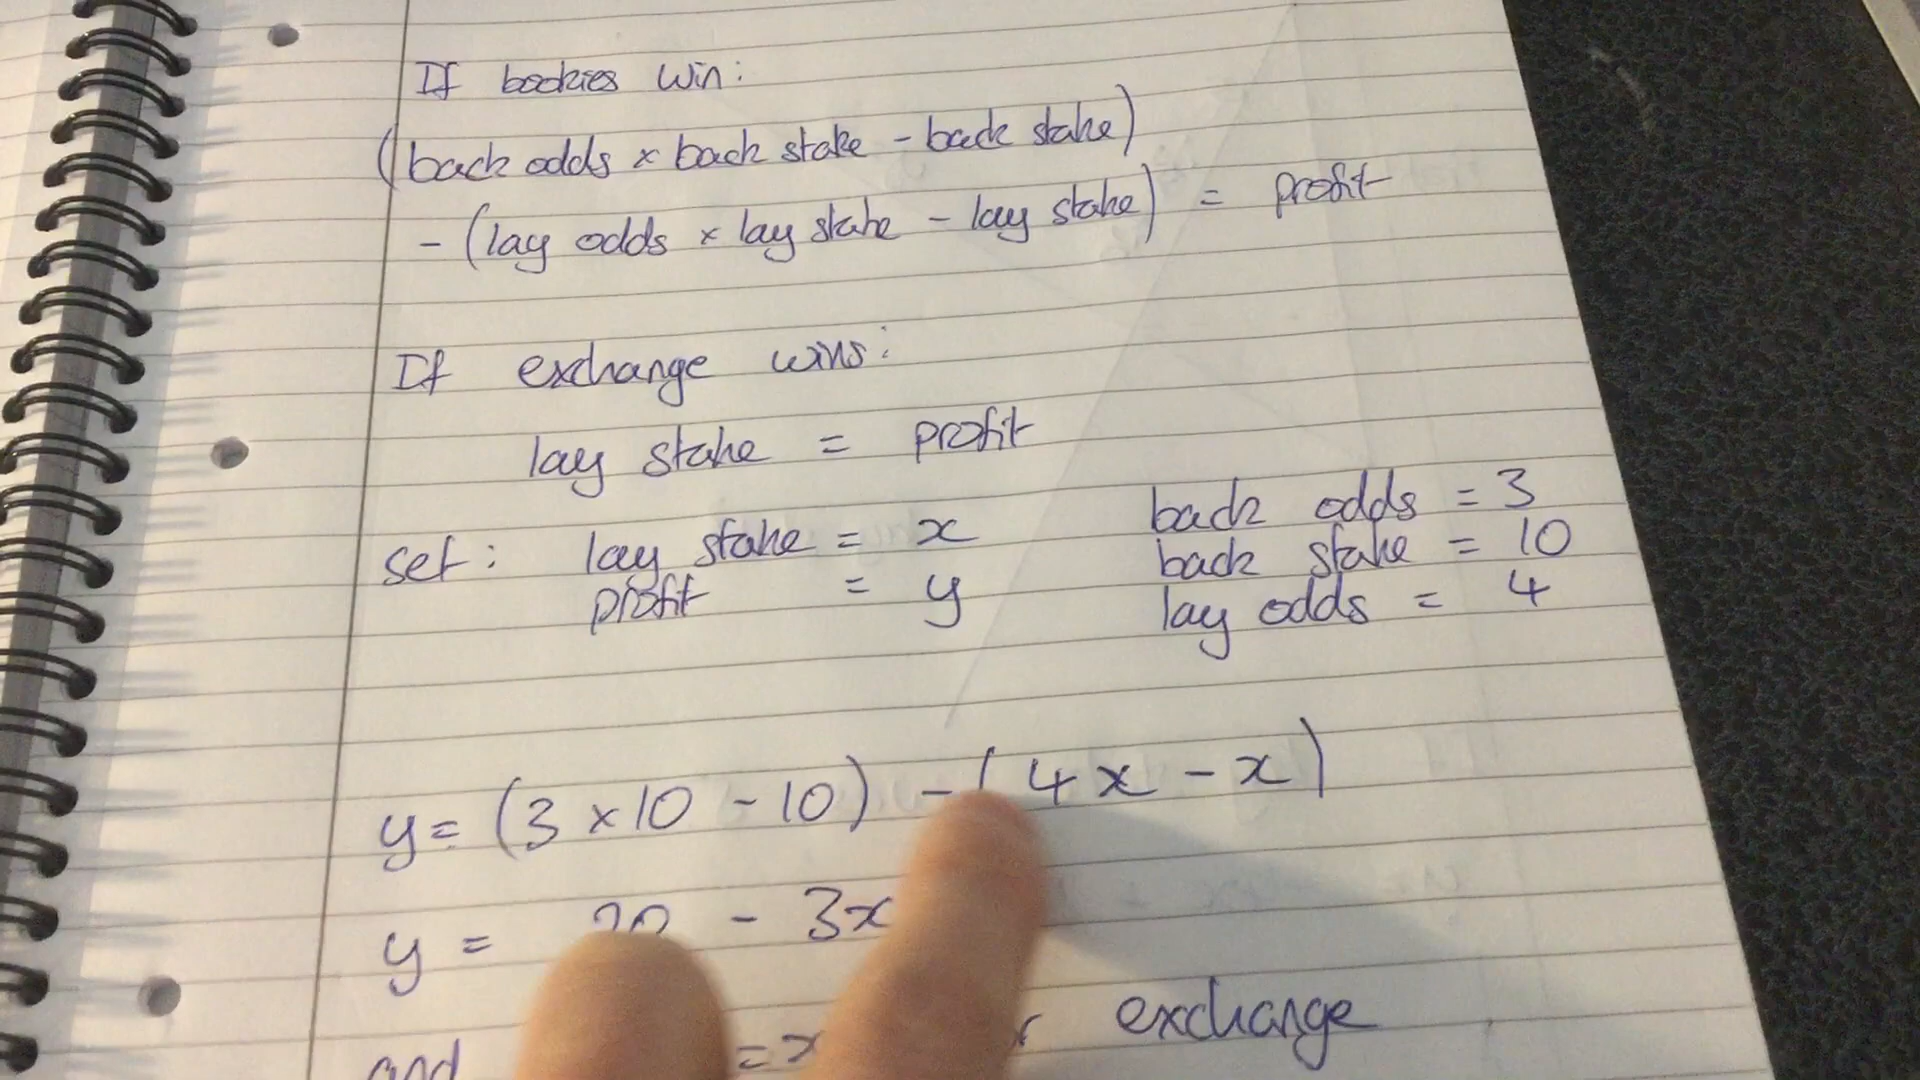 If bookies win:
(back odds x back stake - back stake)
- (lay odds x lay stake - lay stake) = profit
If exchange wins:
lay stake = profit
set: lay stake = x
profit = y
back odds = 3
back stake = 10
lay odds = 4
y = (3 x 10 - 10) - (4x - x)
y = 20 - 3x
and = x exchange